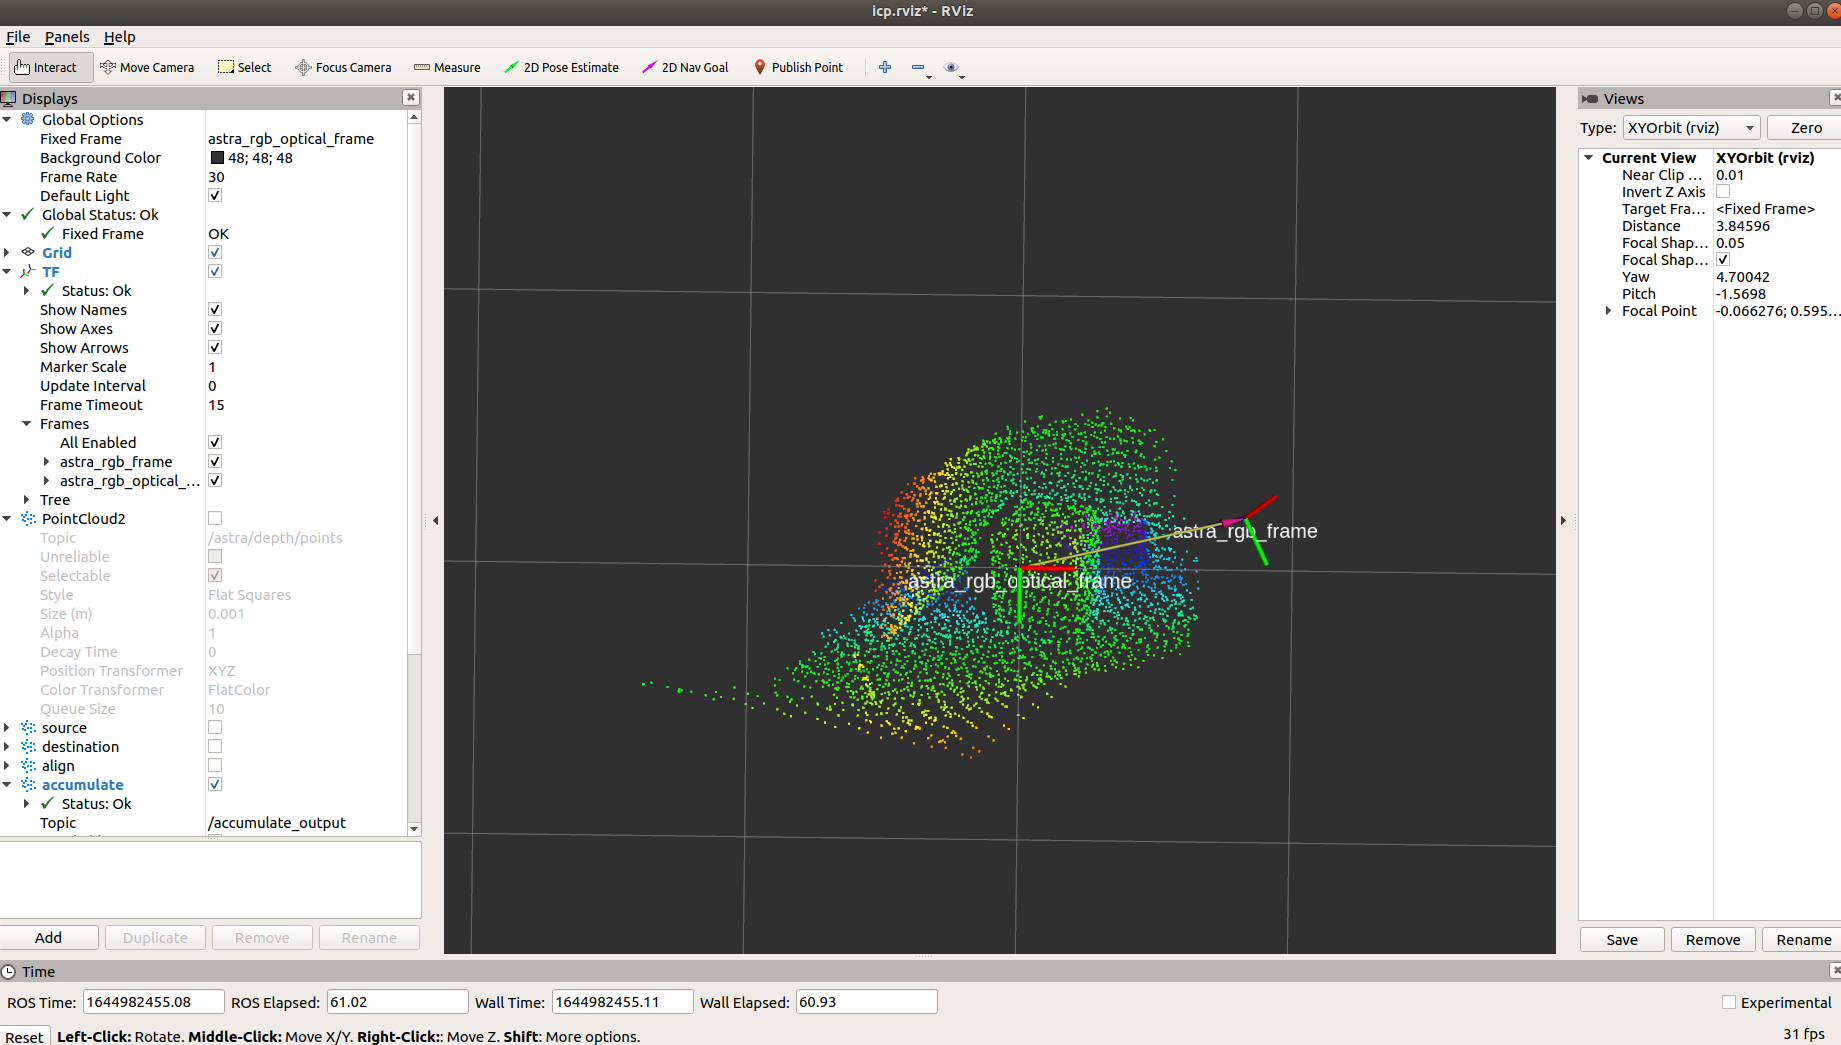 icp.rviz* - RViz
File Panels Help
Interact Move Camera Select Focus Camera Measure 2D Pose Estimate 2D Nav Goal Publish Point
Displays
Global Options
Fixed Frame astra_rgb_optical_frame
Background Color 48; 48; 48
Frame Rate 30
Default Light
Global Status: Ok
Fixed Frame OK
Grid
TF
Status: Ok
Show Names
Show Axes
Show Arrows
Marker Scale 1
Update Interval 0
Frame Timeout 15
Frames
All Enabled
astra_rgb_frame
astra_rgb_optical_...
Tree
PointCloud2
Topic /astra/depth/points
Unreliable
Selectable
Style Flat Squares
Size (m) 0.001
Alpha 1
Decay Time 0
Position Transformer XYZ
Color Transformer FlatColor
Queue Size 10
source
destination
align
accumulate
Status: Ok
Topic /accumulate_output
Add Duplicate Remove Rename
astra_rgb_frame
astra_rgb_optical_frame
Views
Type: XYOrbit (rviz) Zero
Current View XYOrbit (rviz)
Near Clip ... 0.01
Invert Z Axis
Target Fra... <Fixed Frame>
Distance 3.84596
Focal Shap... 0.05
Focal Shap...
Yaw 4.70042
Pitch -1.5698
Focal Point -0.066276; 0.595...
Save Remove Rename
Time
ROS Time: 1644982455.08 ROS Elapsed: 61.02 Wall Time: 1644982455.11 Wall Elapsed: 60.93 Experimental
Reset Left-Click: Rotate. Middle-Click: Move X/Y. Right-Click:: Move Z. Shift: More options. 31 fps